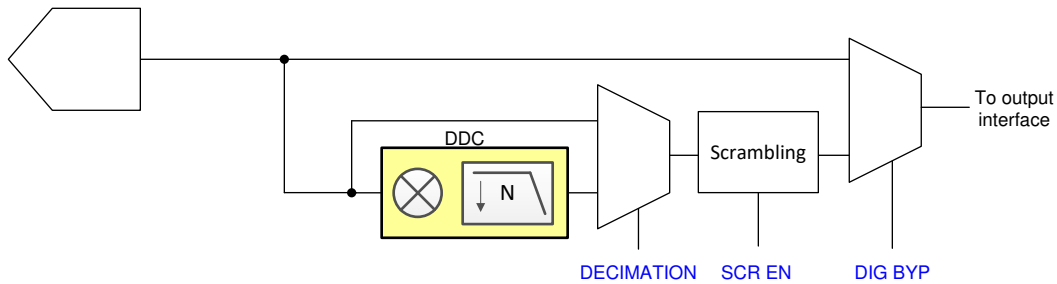 To output
interface
DDC
Scrambling
N
DECIMATION
SCR EN
DIG BYP